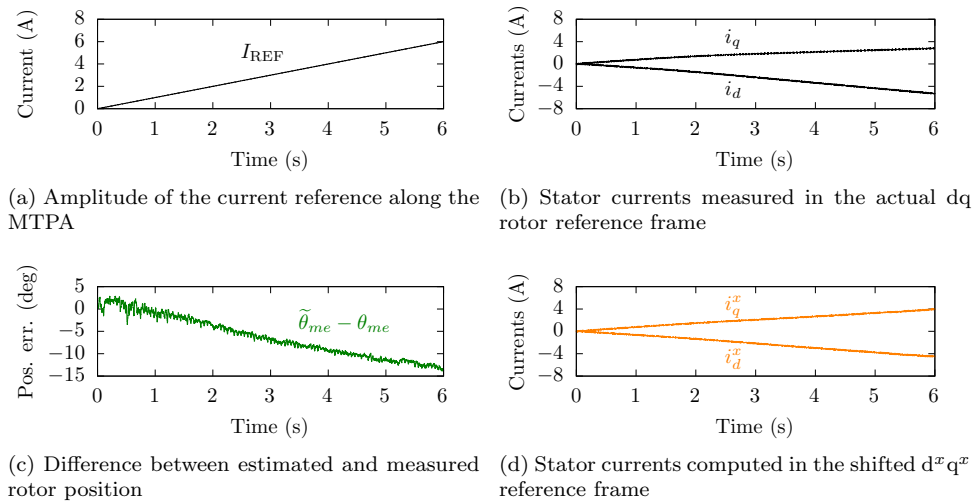 Current (A)
8
6
4
2
0
I_REF
0 1 2 3 4 5 6
Time (s)
(a) Amplitude of the current reference along the
MTPA
Currents (A)
8
4
0
−4
−8
i_q
i_d
0 1 2 3 4 5 6
Time (s)
(b) Stator currents measured in the actual dq
rotor reference frame
Pos. err. (deg)
5
0
−5
−10
−15
θ̃_me − θ_me
0 1 2 3 4 5 6
Time (s)
(c) Difference between estimated and measured
rotor position
Currents (A)
8
4
0
−4
−8
i_q^x
i_d^x
0 1 2 3 4 5 6
Time (s)
(d) Stator currents computed in the shifted dˣqˣ
reference frame